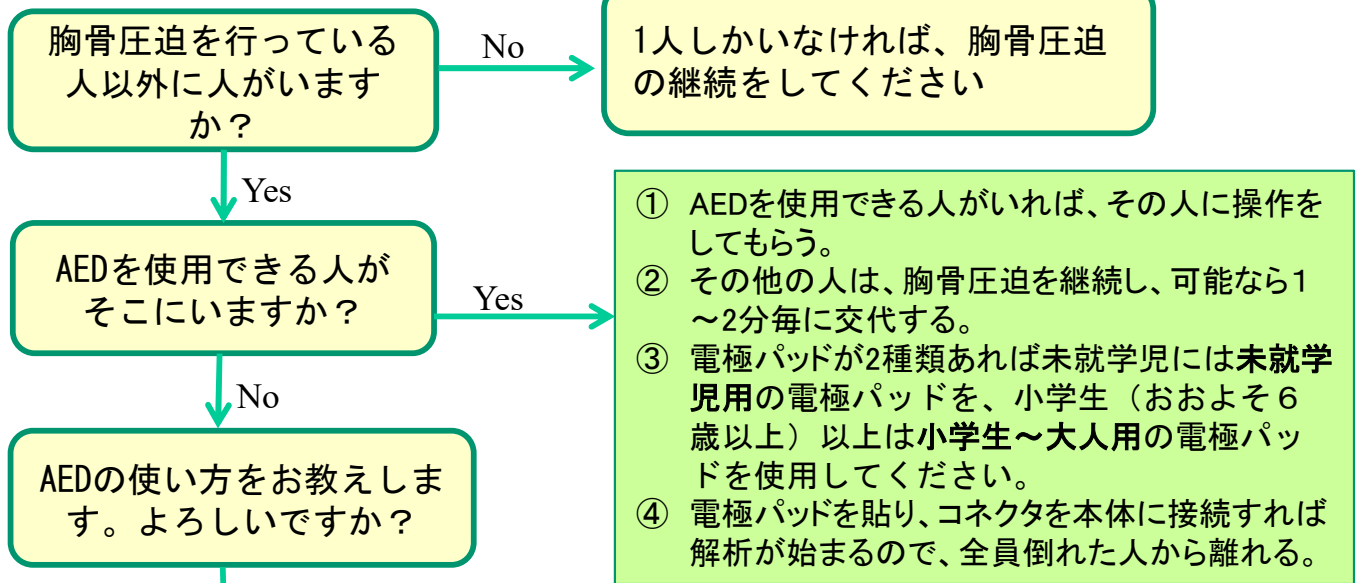 胸骨圧迫を行っている
人以外に人がいます
か？
No
1人しかいなければ、胸骨圧迫
の継続をしてください
Yes
AEDを使用できる人が
そこにいますか？
Yes
① AEDを使用できる人がいれば、その人に操作を
してもらう。
② その他の人は、胸骨圧迫を継続し、可能なら１
～2分毎に交代する。
③ 電極パッドが2種類あれば未就学児には未就学
児用の電極パッドを、小学生（おおよそ６
歳以上）以上は小学生～大人用の電極パッ
ドを使用してください。
④ 電極パッドを貼り、コネクタを本体に接続すれば
解析が始まるので、全員倒れた人から離れる。
No
AEDの使い方をお教えしま
す。よろしいですか？